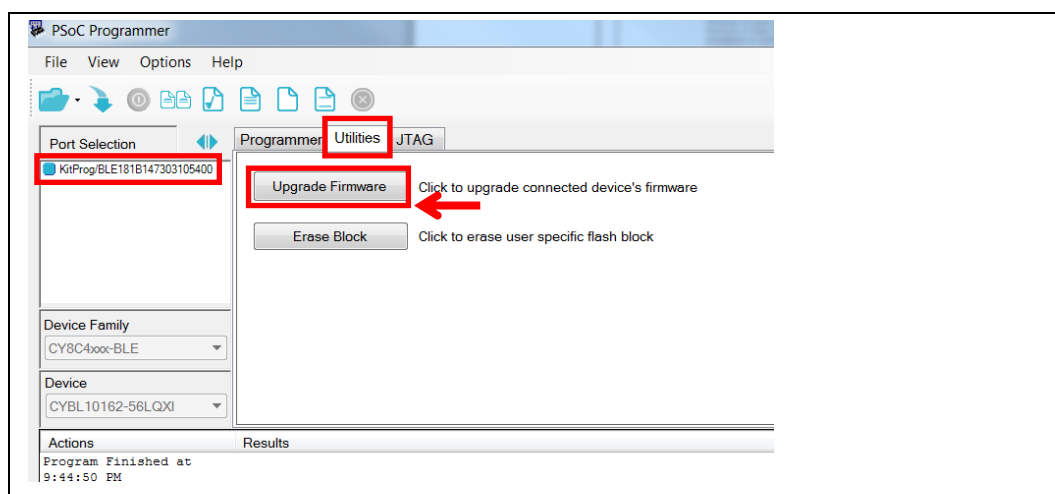 PSoC Programmer
File View Options Help
Port Selection
Programmer Utilities JTAG
KitProg/BLE181B147303105400
Upgrade Firmware Click to upgrade connected device's firmware
Erase Block Click to erase user specific flash block
Device Family
CY8C4xxx-BLE
Device
CYBL10162-56LQXI
Actions Results
Program Finished at
9:44:50 PM